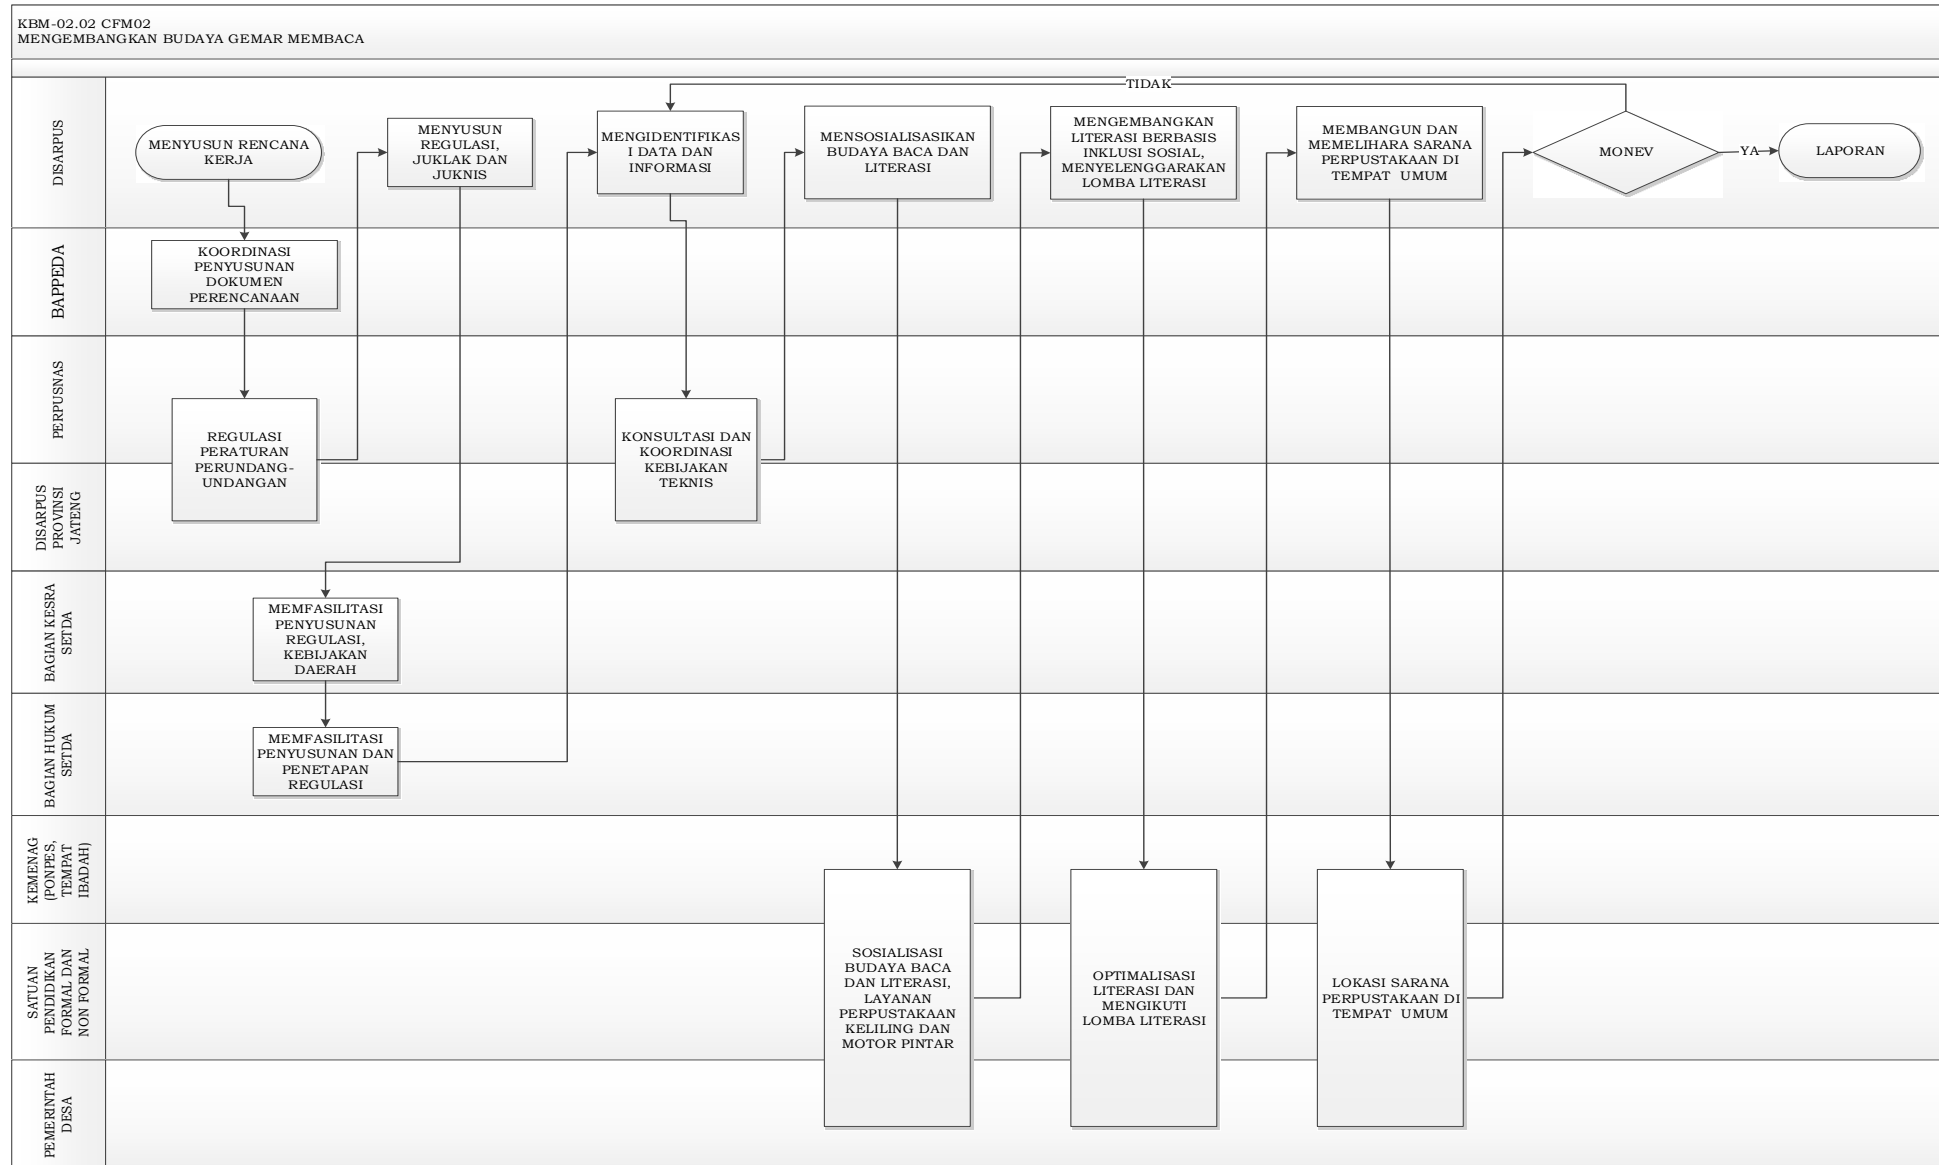 KBM-02.02 CFM02
MENGEMBANGKAN BUDAYA GEMAR MEMBACA
DISARPUS
MENYUSUN RENCANA
KERJA
MENYUSUN
REGULASI,
JUKLAK DAN
JUKNIS
MENGIDENTIFIKAS
I DATA DAN
INFORMASI
MENSOSIALISASIKAN
BUDAYA BACA DAN
LITERASI
TIDAK
MENGEMBANGKAN
LITERASI BERBASIS
INKLUSI SOSIAL,
MENYELENGGARAKAN
LOMBA LITERASI
MEMBANGUN DAN
MEMELIHARA SARANA
PERPUSTAKAAN DI
TEMPAT UMUM
MONEV
YA
LAPORAN
BAPPEDA
KOORDINASI
PENYUSUNAN
DOKUMEN
PERENCANAAN
PERPUSNAS
REGULASI
PERATURAN
PERUNDANG-
UNDANGAN
KONSULTASI DAN
KOORDINASI
KEBIJAKAN
TEKNIS
DISARPUS
PROVINSI
JATENG
BAGIAN KESRA
SETDA
MEMFASILITASI
PENYUSUNAN
REGULASI,
KEBIJAKAN
DAERAH
BAGIAN HUKUM
SETDA
MEMFASILITASI
PENYUSUNAN DAN
PENETAPAN
REGULASI
KEMENAG
(PONPES,
TEMPAT
IBADAH)
SATUAN
PENDIDIKAN
FORMAL DAN
NON FORMAL
SOSIALISASI
BUDAYA BACA
DAN LITERASI,
LAYANAN
PERPUSTAKAAN
KELILING DAN
MOTOR PINTAR
OPTIMALISASI
LITERASI DAN
MENGIKUTI
LOMBA LITERASI
LOKASI SARANA
PERPUSTAKAAN DI
TEMPAT UMUM
PEMERINTAH
DESA